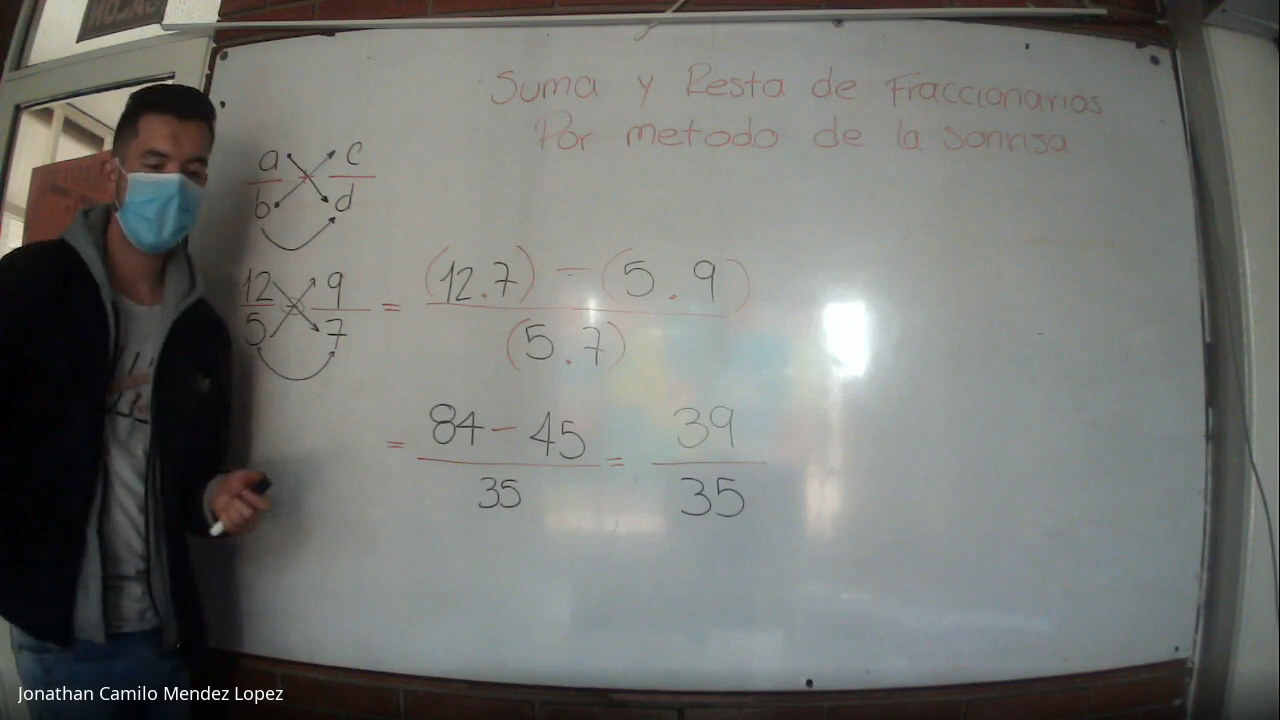 Suma y Resta de Fraccionarios
Por metodo de la Sonrisa
a/b - c/d
12/5 - 9/7 = (12.7) - (5.9) / (5.7)
= 84 - 45 / 35 = 39/35
Jonathan Camilo Mendez Lopez